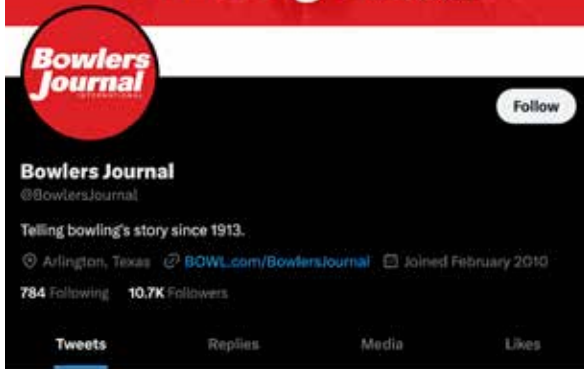 Bowlers
Journal
INTERNATIONAL
Follow
Bowlers Journal
@BowlersJournal
Telling bowling's story since 1913.
Arlington, Texas BOWL.com/BowlersJournal Joined February 2010
784 Following 10.7K Followers
Tweets Replies Media Likes